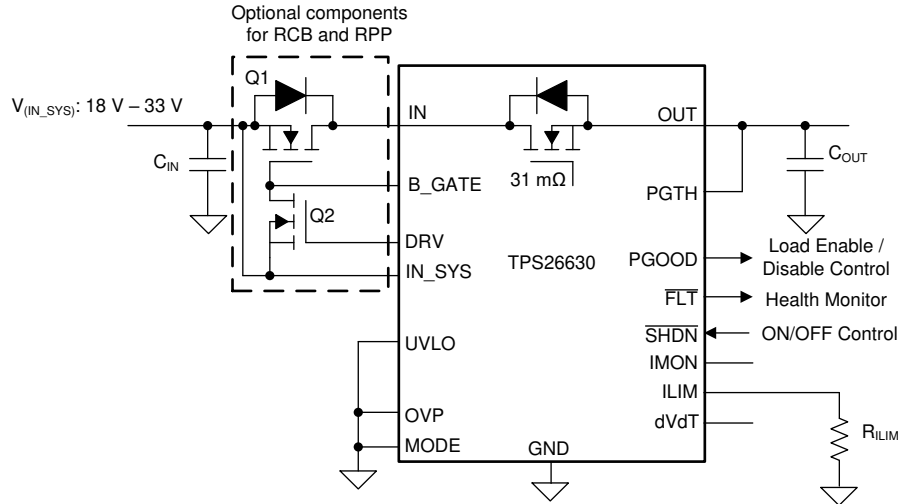 Optional components
for RCB and RPP
Q1
V(IN_SYS): 18 V – 33 V
IN
OUT
CIN
COUT
31 mΩ
B_GATE
PGTH
Q2
DRV
TPS26630
PGOOD
Load Enable /
Disable Control
IN_SYS
FLT
Health Monitor
SHDN
ON/OFF Control
UVLO
IMON
ILIM
OVP
dVdT
RILIM
MODE
GND